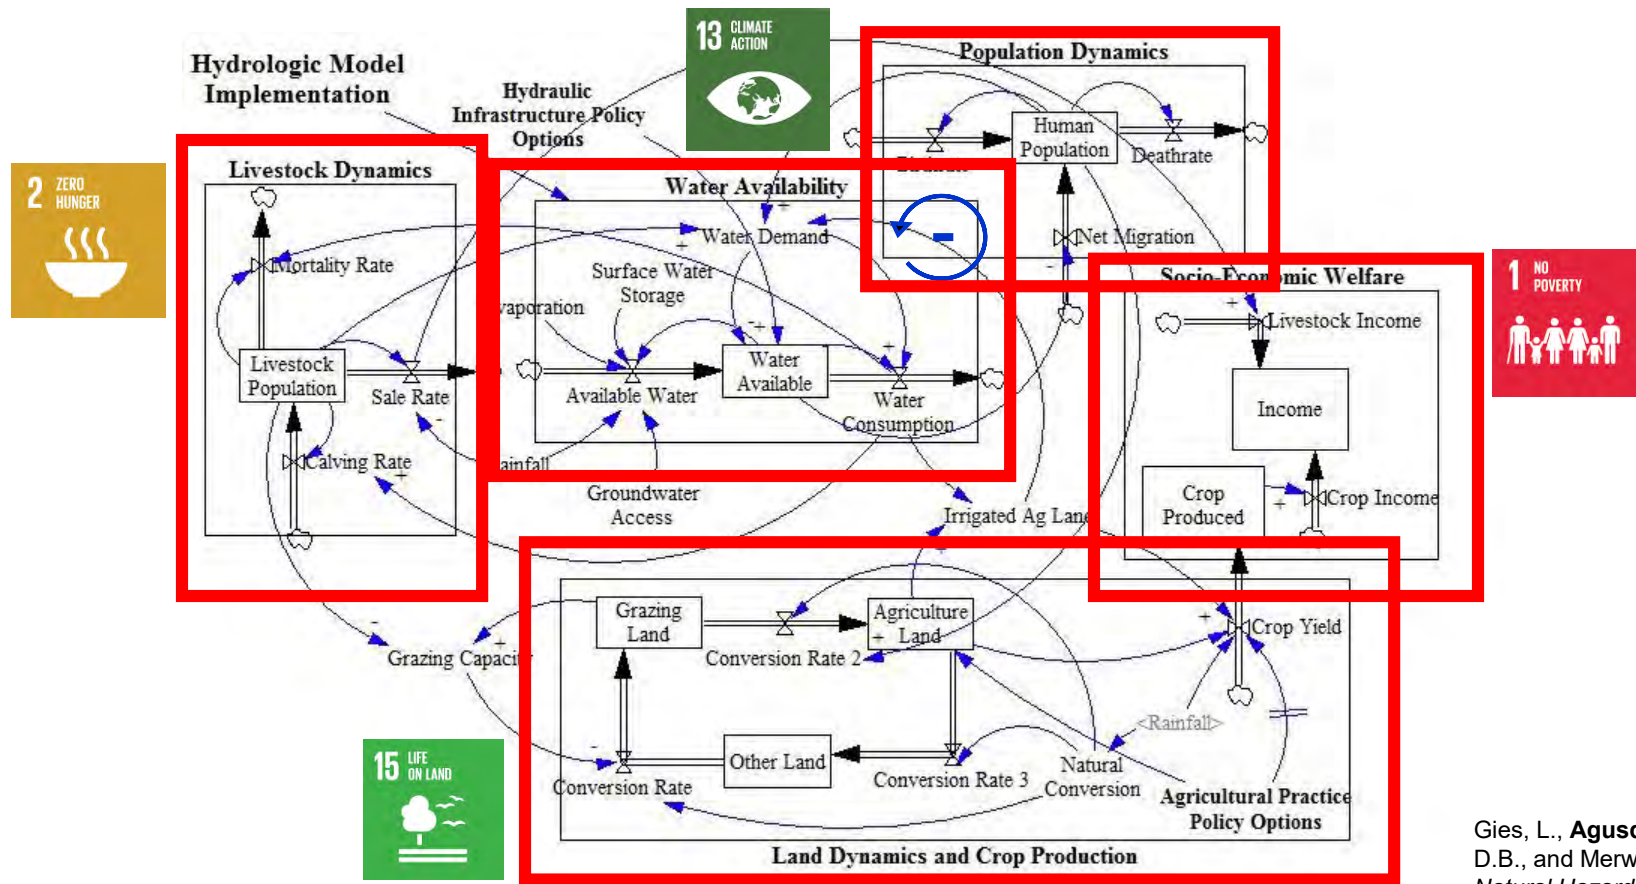 13 CLIMATE
ACTION
Population Dynamics
Hydrologic Model
Implementation
Hydraulic
Infrastructure Policy
Options
Human
Population
Deathrate
2 ZERO
HUNGER
Livestock Dynamics
Water Availability
Water Demand
Net Migration
Mortality Rate
Surface Water
Storage
Socio-Economic Welfare
1 NO
POVERTY
Livestock Income
Livestock
Population
Sale Rate
Available Water
Water
Available
Water
Consumption
Income
Calving Rate
Groundwater
Access
Irrigated Ag Land
Crop
Produced
Crop Income
Grazing
Land
Agriculture
Land
Crop Yield
Grazing Capacity
Conversion Rate 2
<Rainfall>
15 LIFE
ON LAND
Other Land
Conversion Rate
Conversion Rate 3
Natural
Conversion
Agricultural Practice
Policy Options
Land Dynamics and Crop Production
Gies, L.,
D.B., and Merw
Natural Hazard